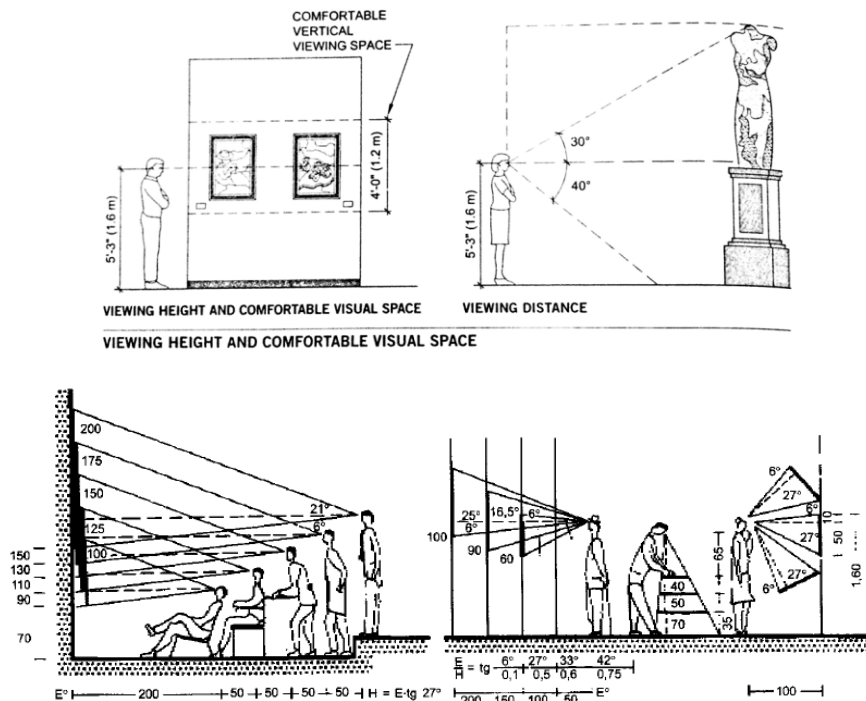 COMFORTABLE
VERTICAL
VIEWING SPACE
5'-3" (1.6 m)
4'-0" (1.2 m)
VIEWING HEIGHT AND COMFORTABLE VISUAL SPACE
30°
40°
5'-3" (1.6 m)
VIEWING DISTANCE
VIEWING HEIGHT AND COMFORTABLE VISUAL SPACE
200
175
150
125
100
21°
6°
150
130
110
90
70
E° 200 50 50 50 50 H = E·tg 27°
25°
6°
16,5°
6°
100
90
60
65
40
50
70
35
6°
27°
6°
27°
6°
27°
10
50
1,60
E/H = tg 6° 27° 33° 42°
0,1 0,5 0,6 0,75
200 150 100 50 E°
100